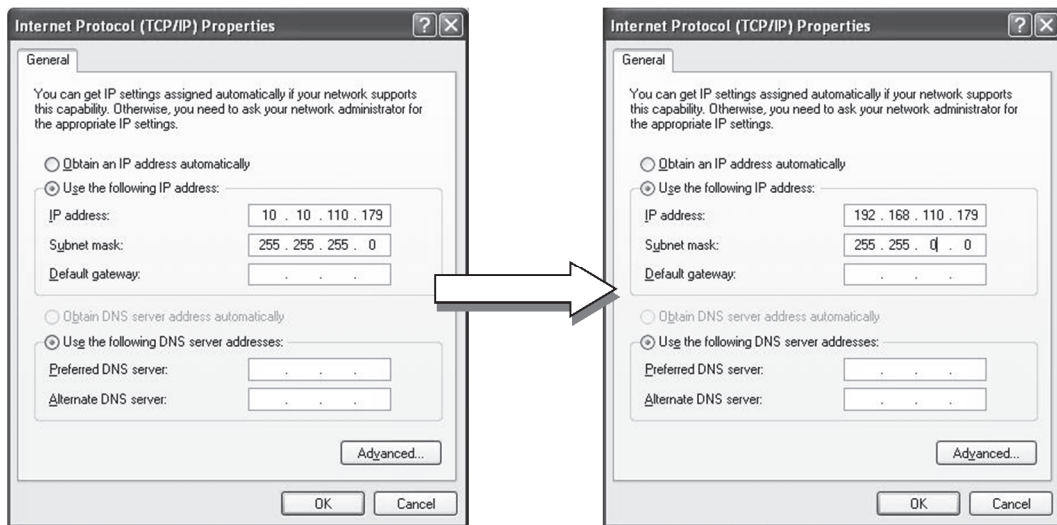 Internet Protocol (TCP/IP) Properties
General
You can get IP settings assigned automatically if your network supports
this capability. Otherwise, you need to ask your network administrator for
the appropriate IP settings.
Obtain an IP address automatically
Use the following IP address:
IP address: 10 . 10 . 110 . 179
Subnet mask: 255 . 255 . 255 . 0
Default gateway: . . .
Obtain DNS server address automatically
Use the following DNS server addresses:
Preferred DNS server: . . .
Alternate DNS server: . . .
Advanced...
OK Cancel
Internet Protocol (TCP/IP) Properties
General
You can get IP settings assigned automatically if your network supports
this capability. Otherwise, you need to ask your network administrator for
the appropriate IP settings.
Obtain an IP address automatically
Use the following IP address:
IP address: 192 . 168 . 110 . 179
Subnet mask: 255 . 255 . 0 . 0
Default gateway: . . .
Obtain DNS server address automatically
Use the following DNS server addresses:
Preferred DNS server: . . .
Alternate DNS server: . . .
Advanced...
OK Cancel